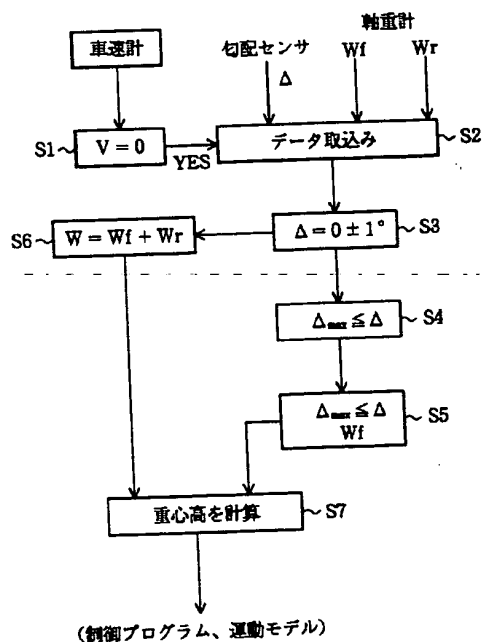 車速計
勾配センサ
Δ
軸重計
Wf Wr
S1 V = 0
YES
データ取込み S2
Δ = 0 ± 1° S3
S6 W = Wf + Wr
Δmax ≦ Δ S4
Δmax ≦ Δ
Wf
S5
重心高を計算 S7
(制御プログラム、運動モデル)